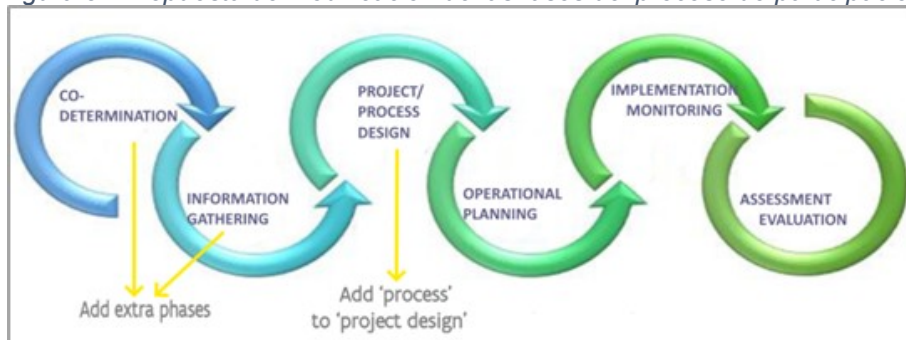 CO-
DETERMINATION
INFORMATION
GATHERING
PROJECT/
PROCESS
DESIGN
OPERATIONAL
PLANNING
IMPLEMENTATION
MONITORING
ASSESSMENT
EVALUATION
Add extra phases
Add 'process'
to 'project design'